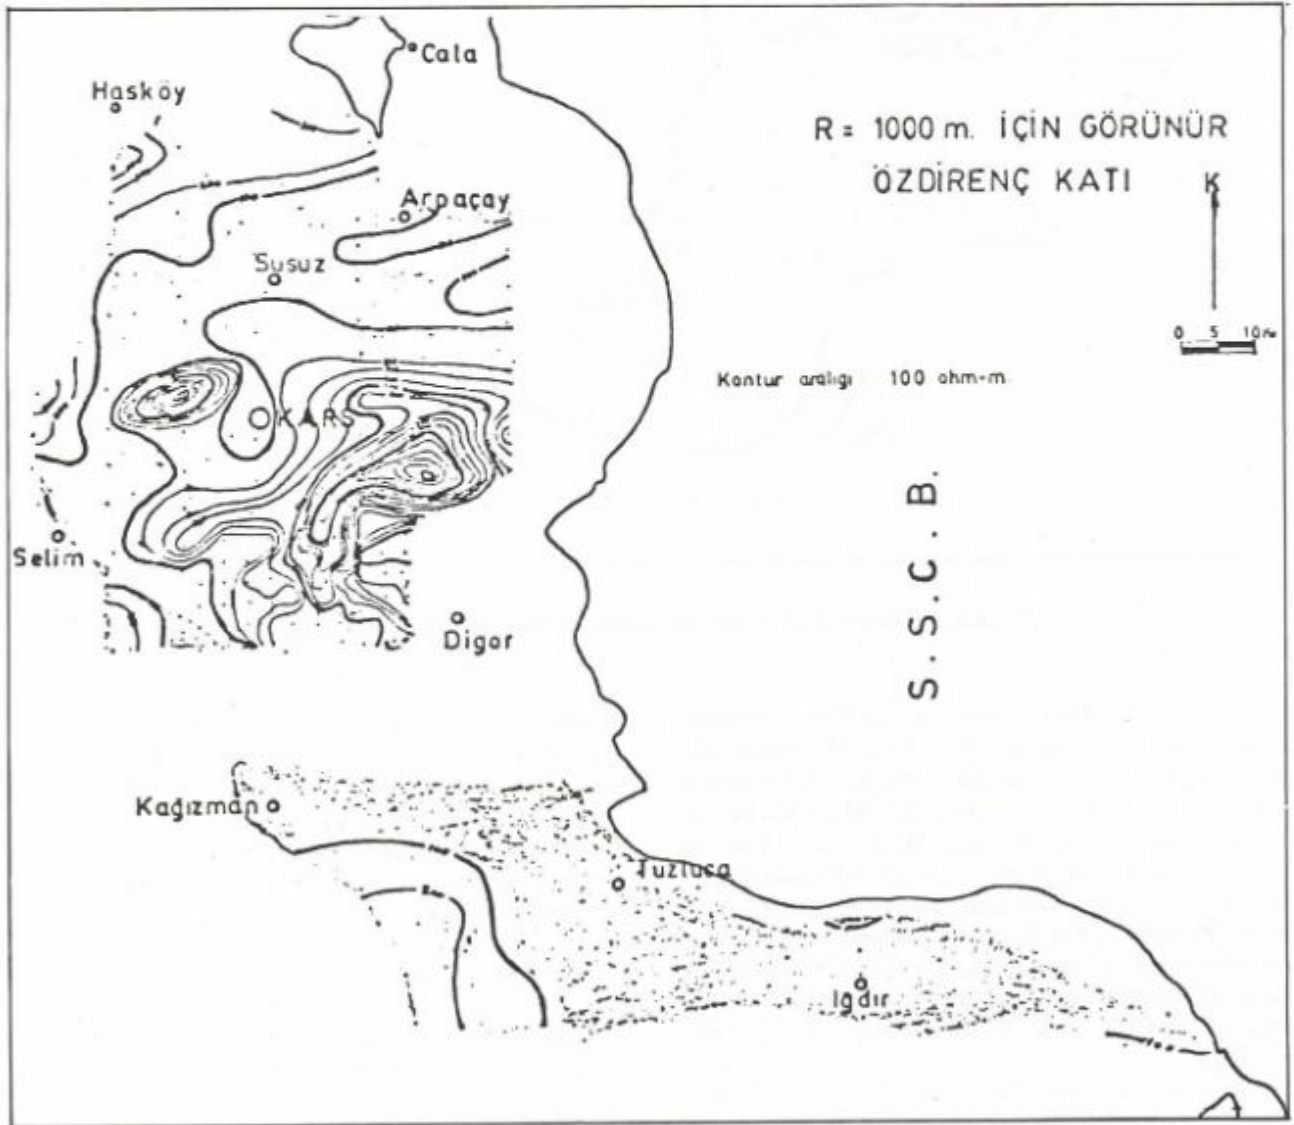 Cala
Hasköy
R = 1000 m. İÇİN GÖRÜNÜR
ÖZDİRENÇ KATI
K
Arpaçay
Susuz
0 5 10
Kontur aralığı 100 ohm-m.
KARS
S. S. C. B.
Selim
Digor
Kağızman
Tuzluca
Iğdır